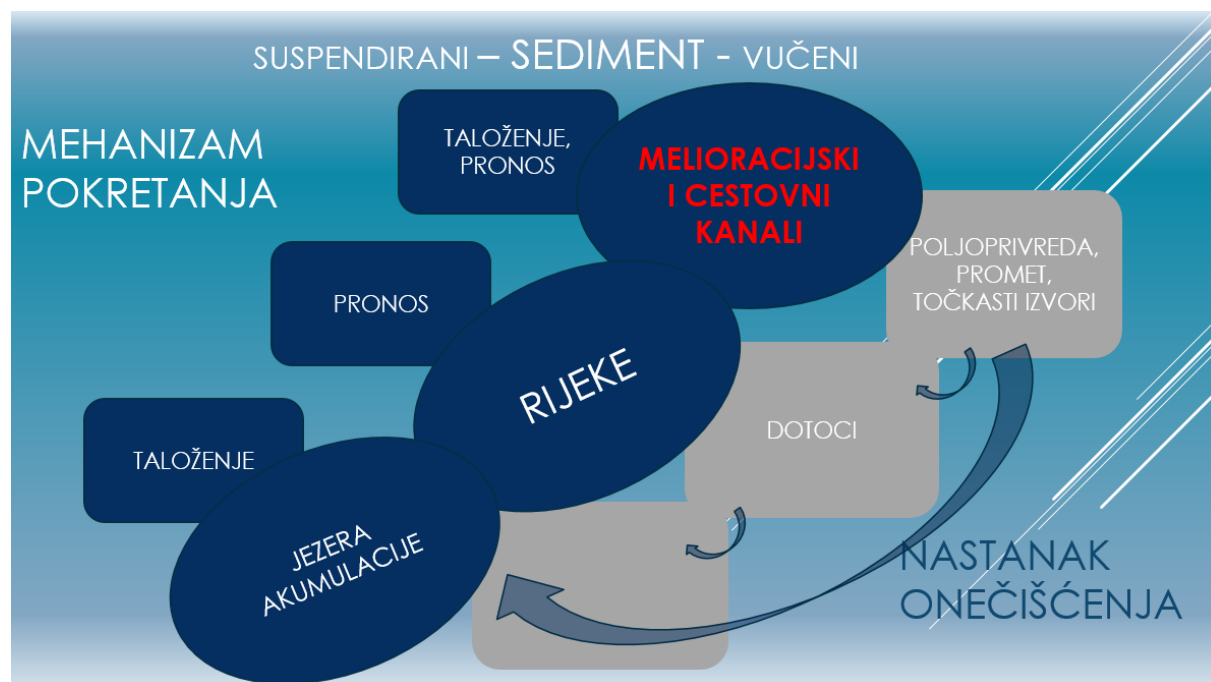 SUSPENDIRANI – SEDIMENT - VUČENI
MEHANIZAM
POKRETANJA
TALOŽENJE,
PRONOS
MELIORACIJSKI
I CESTOVNI
KANALI
POLJOPRIVREDA,
PROMET,
TOČKASTI IZVORI
PRONOS
RIJEKE
DOTOCI
TALOŽENJE
JEZERA
AKUMULACIJE
NASTANAK
ONEČIŠĆENJA